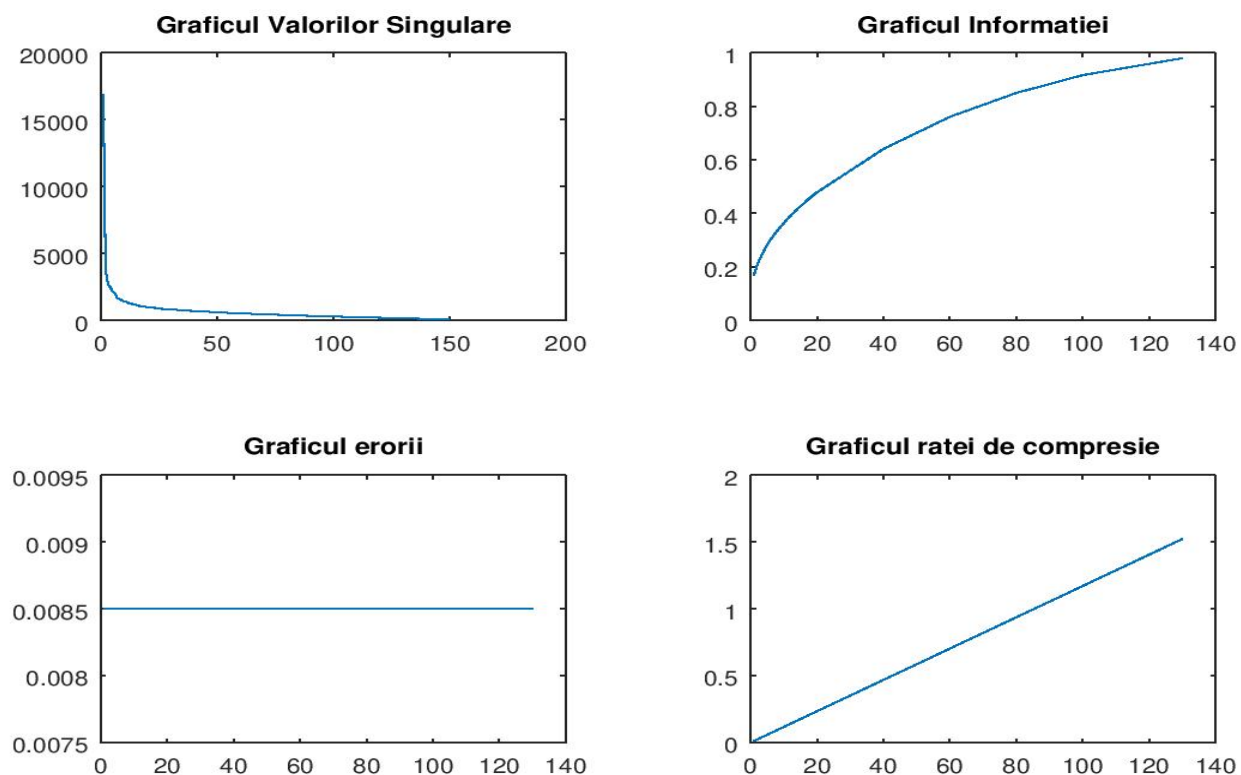 Graficul Valorilor Singulare
20000
15000
10000
5000
0
0 50 100 150 200
Graficul Informatiei
1
0.8
0.6
0.4
0.2
0
0 20 40 60 80 100 120 140
Graficul erorii
0.0095
0.009
0.0085
0.008
0.0075
0 20 40 60 80 100 120 140
Graficul ratei de compresie
2
1.5
1
0.5
0
0 20 40 60 80 100 120 140